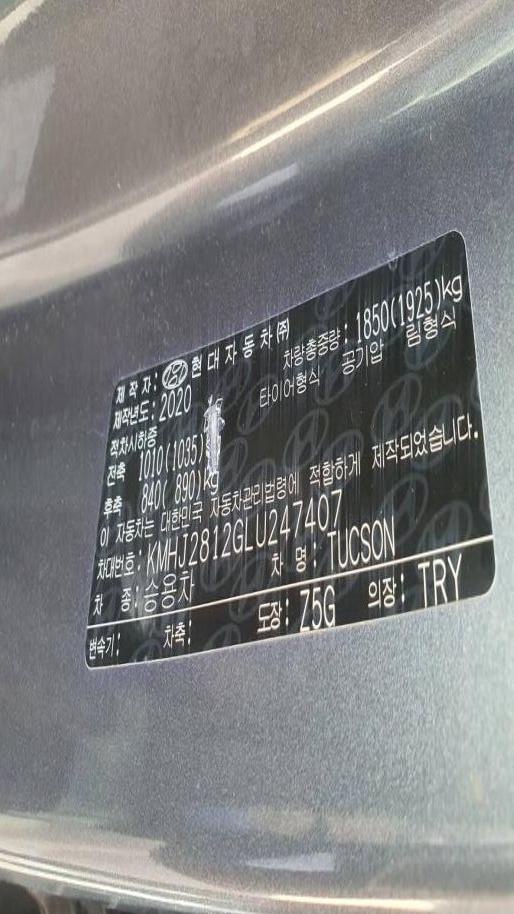 제 작 자: 현대자동차㈜
제작년도: 2020 차량총중량: 1850(1925)kg
적차시하중 타이어형식 공기압 림형식
전축 1010(1035)
후축 840( 890)kg
이 자동차는 대한민국 자동차관리법령에 적합하게 제작되었습니다.
차대번호: KMHJ2812GLU247407
차 종: 승용차 차 명: TUCSON
변속기: 차축: 도장: Z5G 의장: TRY